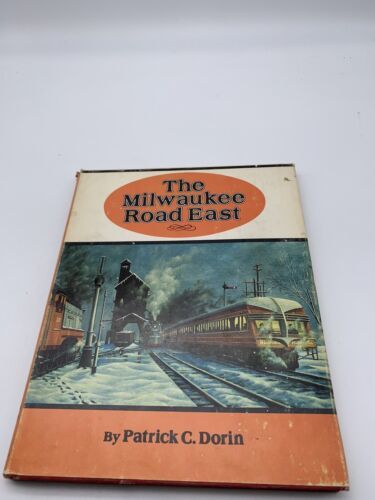 The
Milwaukee
Road East
By Patrick C. Dorin